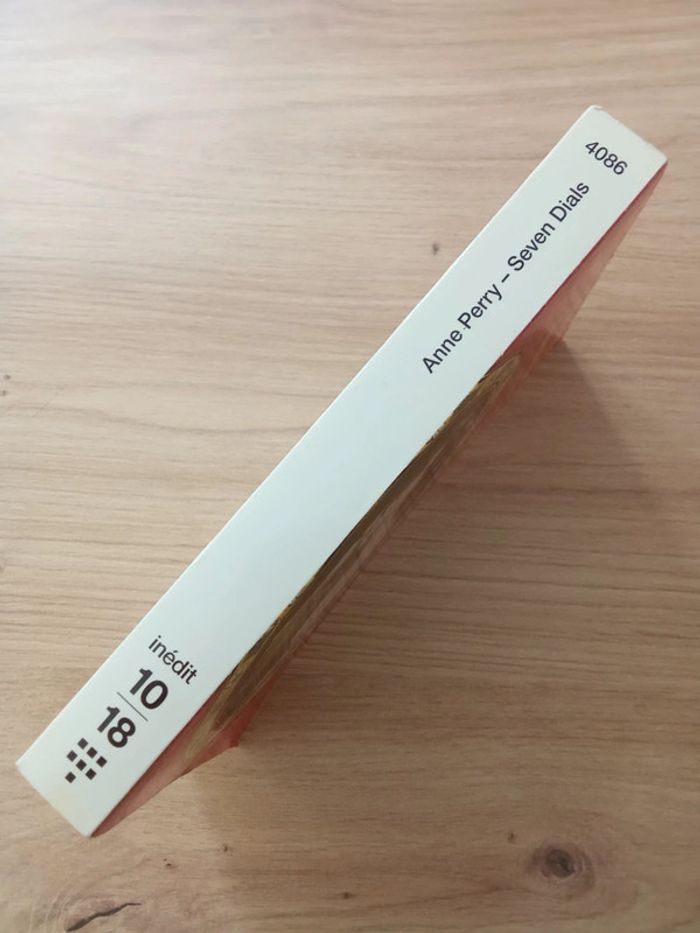 4086
Anne Perry – Seven Dials
inédit
10
18